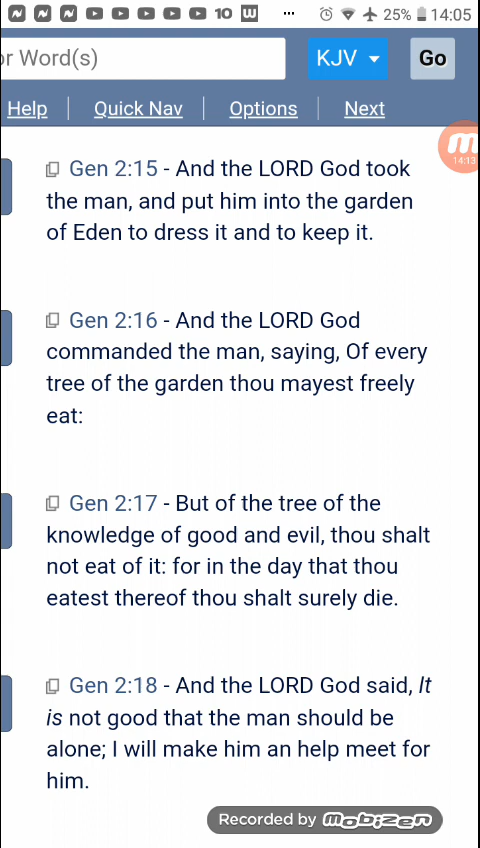 10 W ... 25% 14:05
or Word(s) KJV Go
Help | Quick Nav | Options | Next
14:13
Gen 2:15 - And the LORD God took
the man, and put him into the garden
of Eden to dress it and to keep it.
Gen 2:16 - And the LORD God
commanded the man, saying, Of every
tree of the garden thou mayest freely
eat:
Gen 2:17 - But of the tree of the
knowledge of good and evil, thou shalt
not eat of it: for in the day that thou
eatest thereof thou shalt surely die.
Gen 2:18 - And the LORD God said, It
is not good that the man should be
alone; I will make him an help meet for
him.
Recorded by mobizen